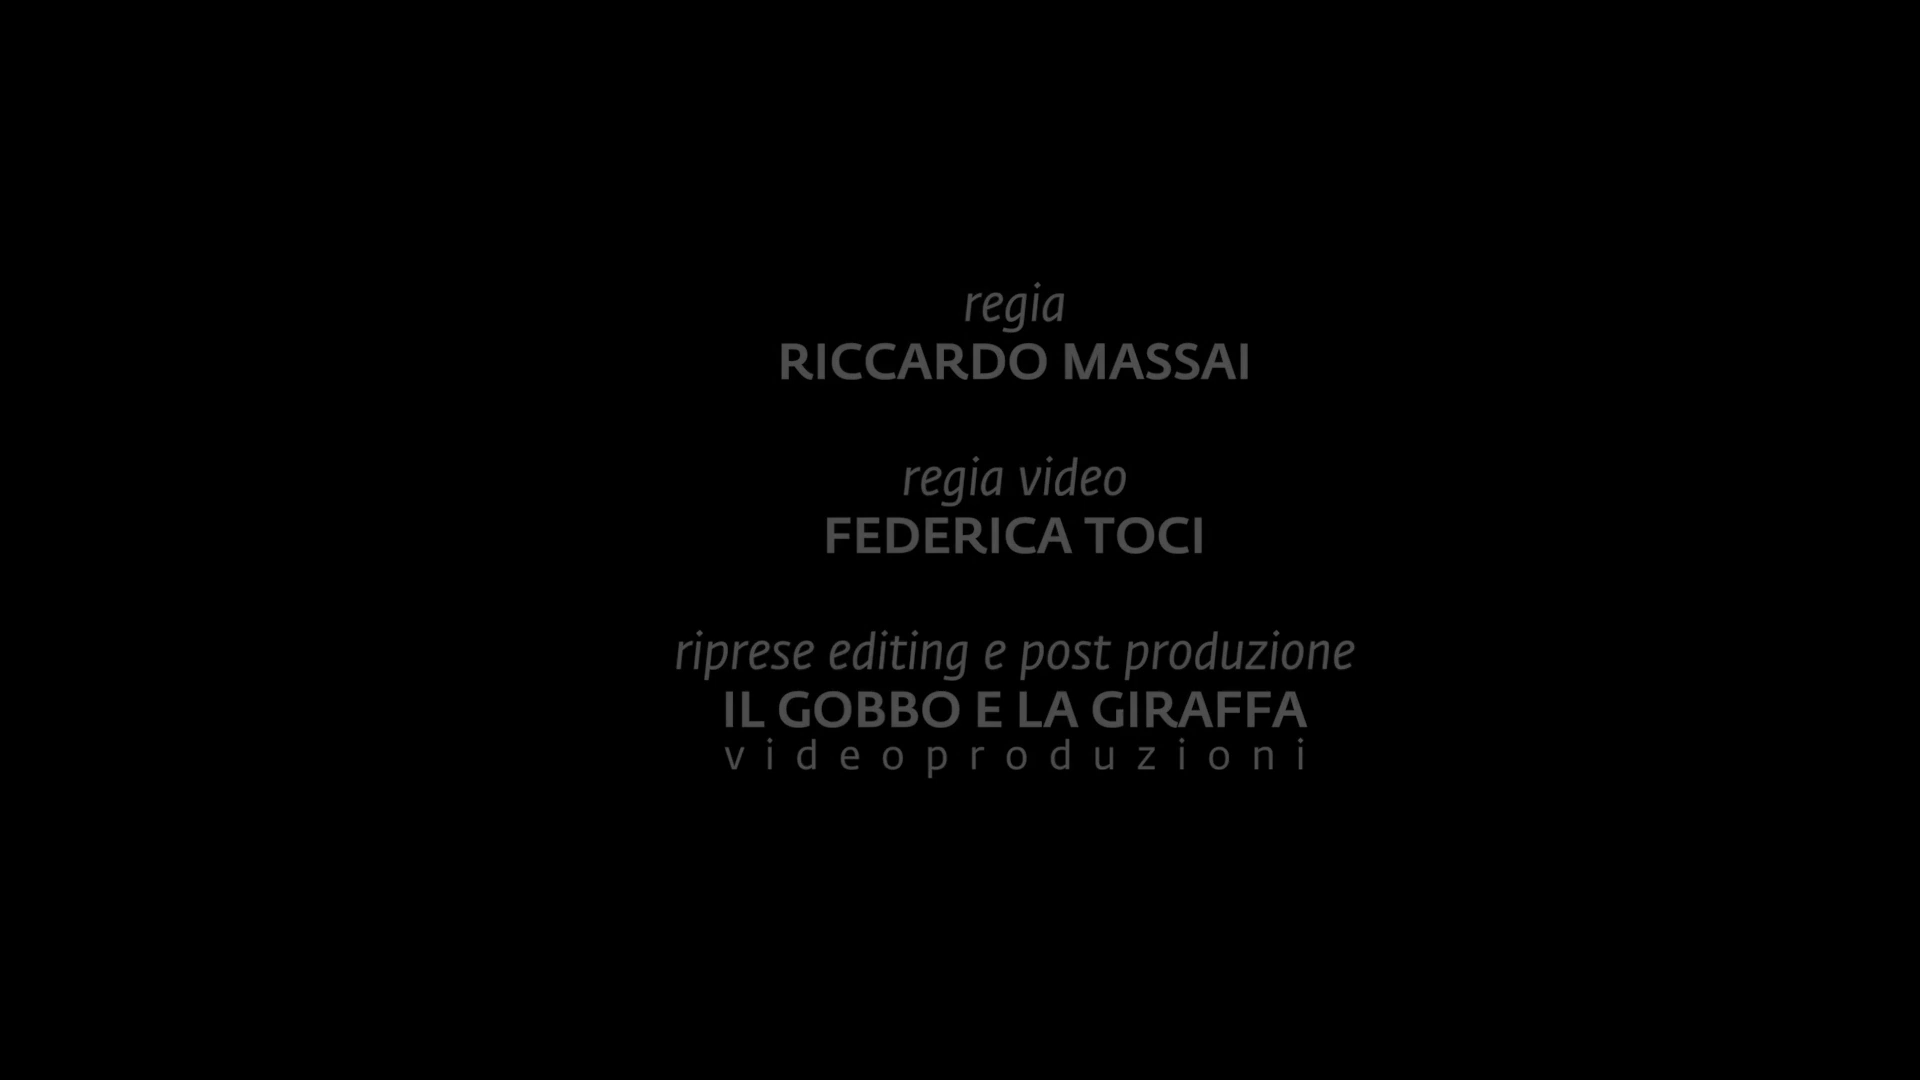 regia
RICCARDO MASSAI
regia video
FEDERICA TOCI
riprese editing e post produzione
IL GOBBO E LA GIRAFFA
videoproduzioni